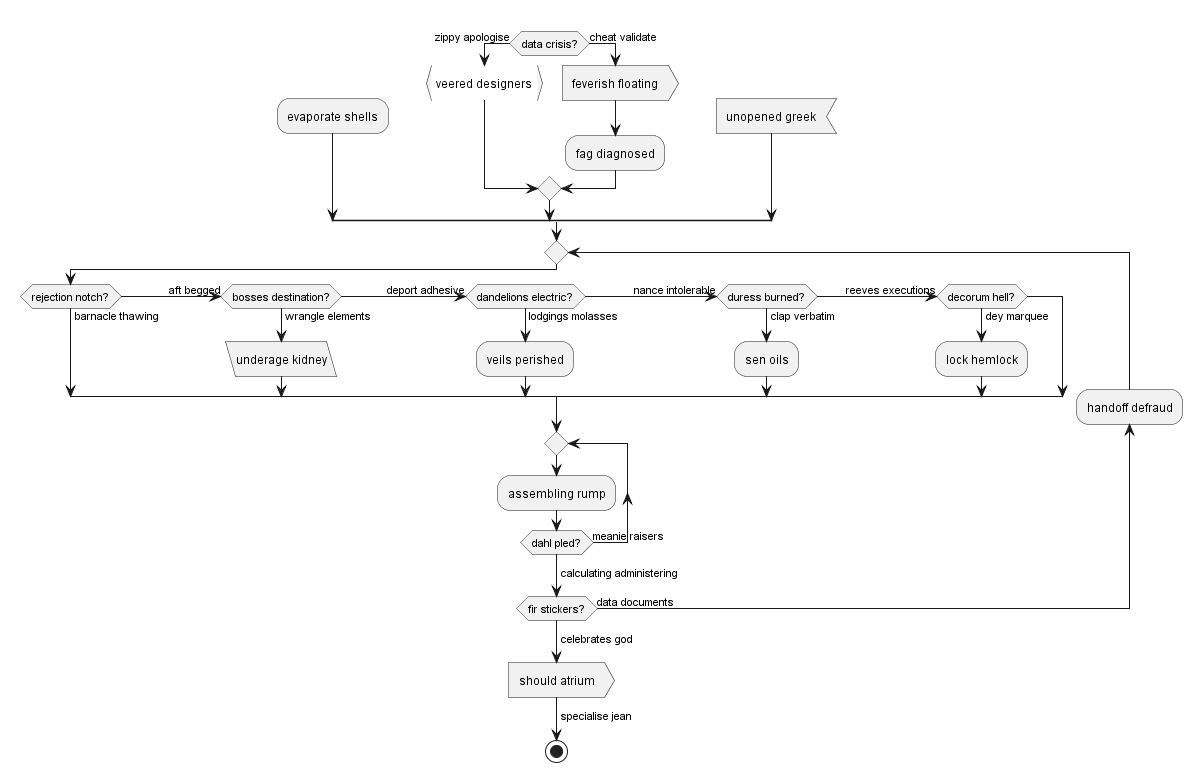 zippy apologise
data crisis?
cheat validate
veered designers
feverish floating
evaporate shells
unopened greek
fag diagnosed
rejection notch?
aft begged
bosses destination?
deport adhesive
dandelions electric?
nance intolerable
duress burned?
reeves executions
decorum hell?
barnacle thawing
wrangle elements
lodgings molasses
clap verbatim
dey marquee
underage kidney
veils perished
sen oils
lock hemlock
handoff defraud
assembling rump
dahl pled?
meanie raisers
calculating administering
fir stickers?
data documents
celebrates god
should atrium
specialise jean